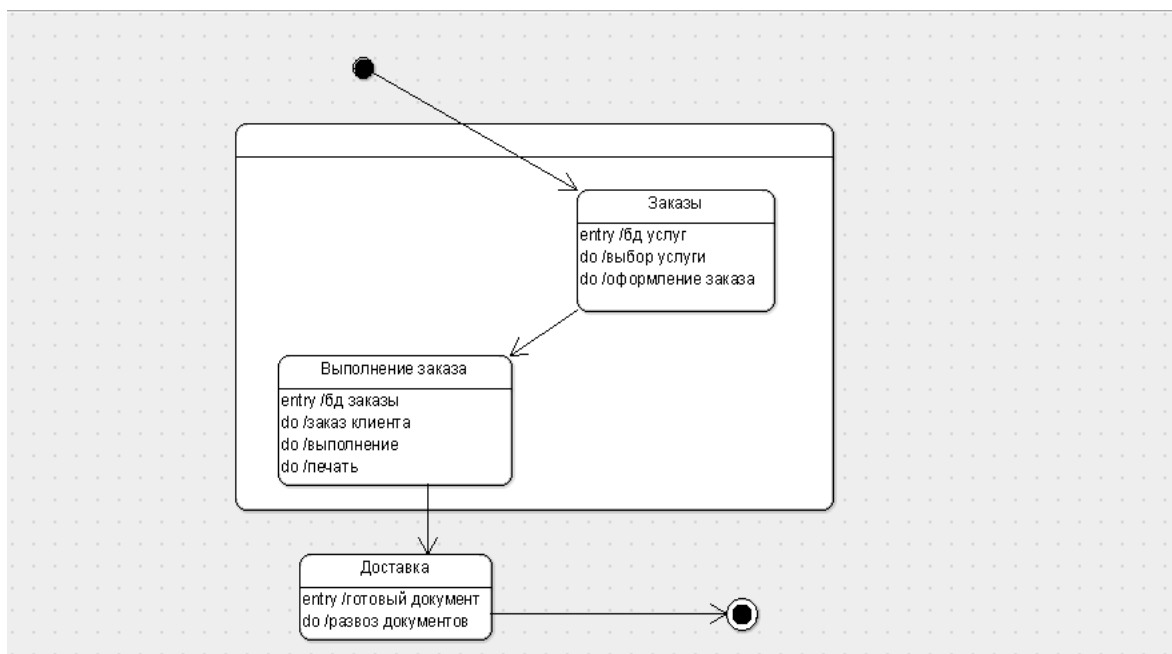 Заказы
entry /бд услуг
do /выбор услуги
do /оформление заказа
Выполнение заказа
entry /бд заказы
do /заказ клиента
do /выполнение
do /печать
Доставка
entry /готовый документ
do /развоз документов